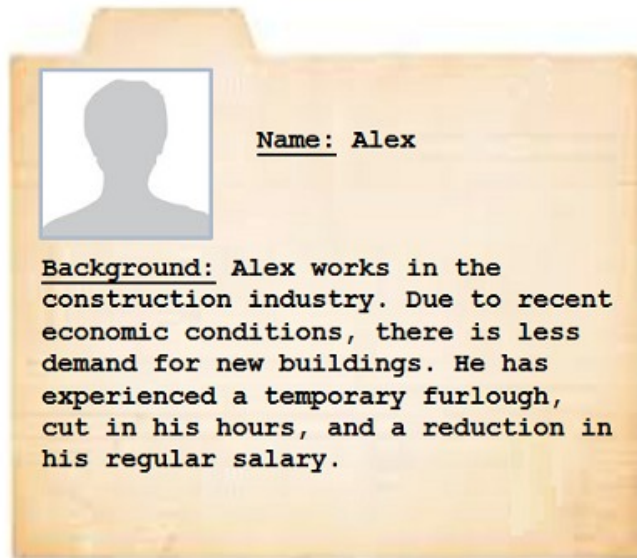 Name: Alex
Background: Alex works in the
construction industry. Due to recent
economic conditions, there is less
demand for new buildings. He has
experienced a temporary furlough,
cut in his hours, and a reduction in
his regular salary.